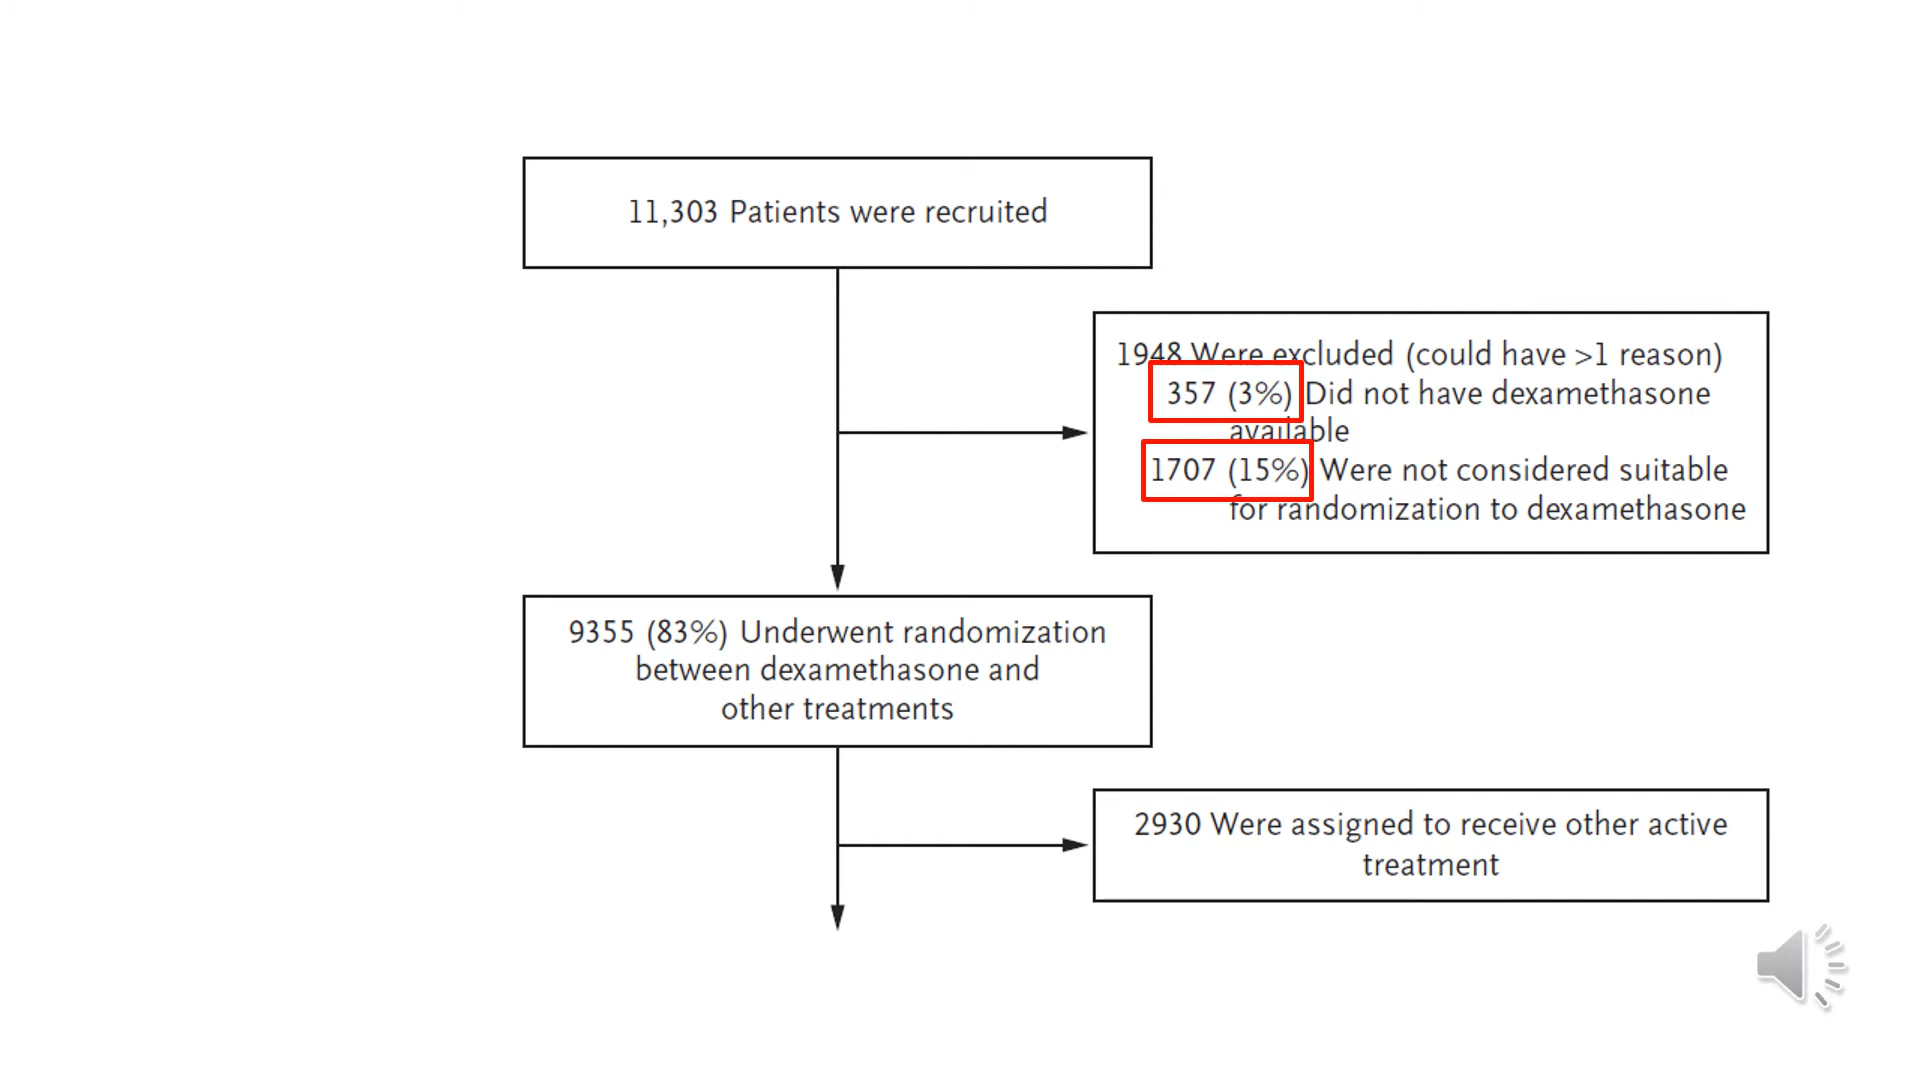 11,303 Patients were recruited
1948 Were excluded (could have >1 reason)
357 (3%) Did not have dexamethasone
available
1707 (15%) Were not considered suitable
for randomization to dexamethasone
9355 (83%) Underwent randomization
between dexamethasone and
other treatments
2930 Were assigned to receive other active
treatment